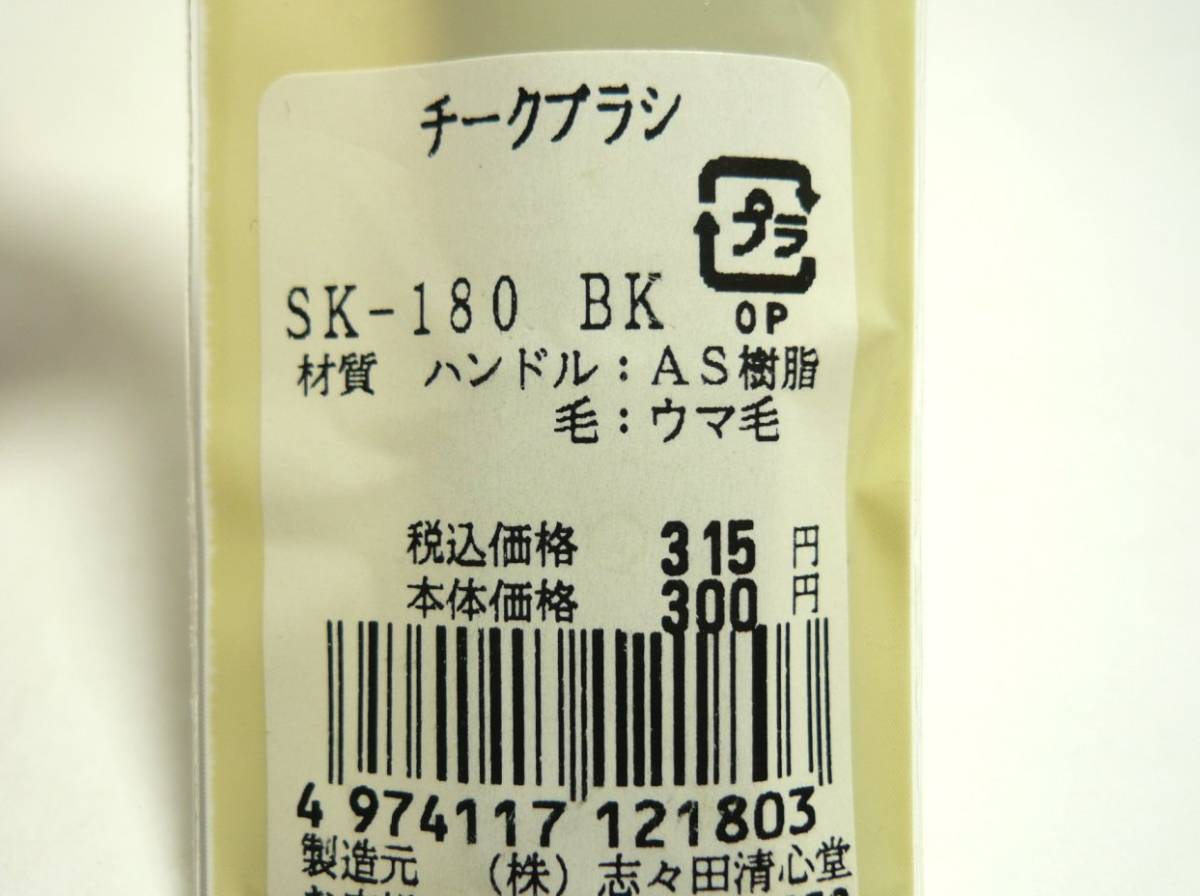 チークブラシ
プラ
OP
SK-180 BK
材質 ハンドル：AS樹脂
毛：ウマ毛
税込価格 315 円
本体価格 300 円
4 974117 121803
製造元 (株)志々田清心堂